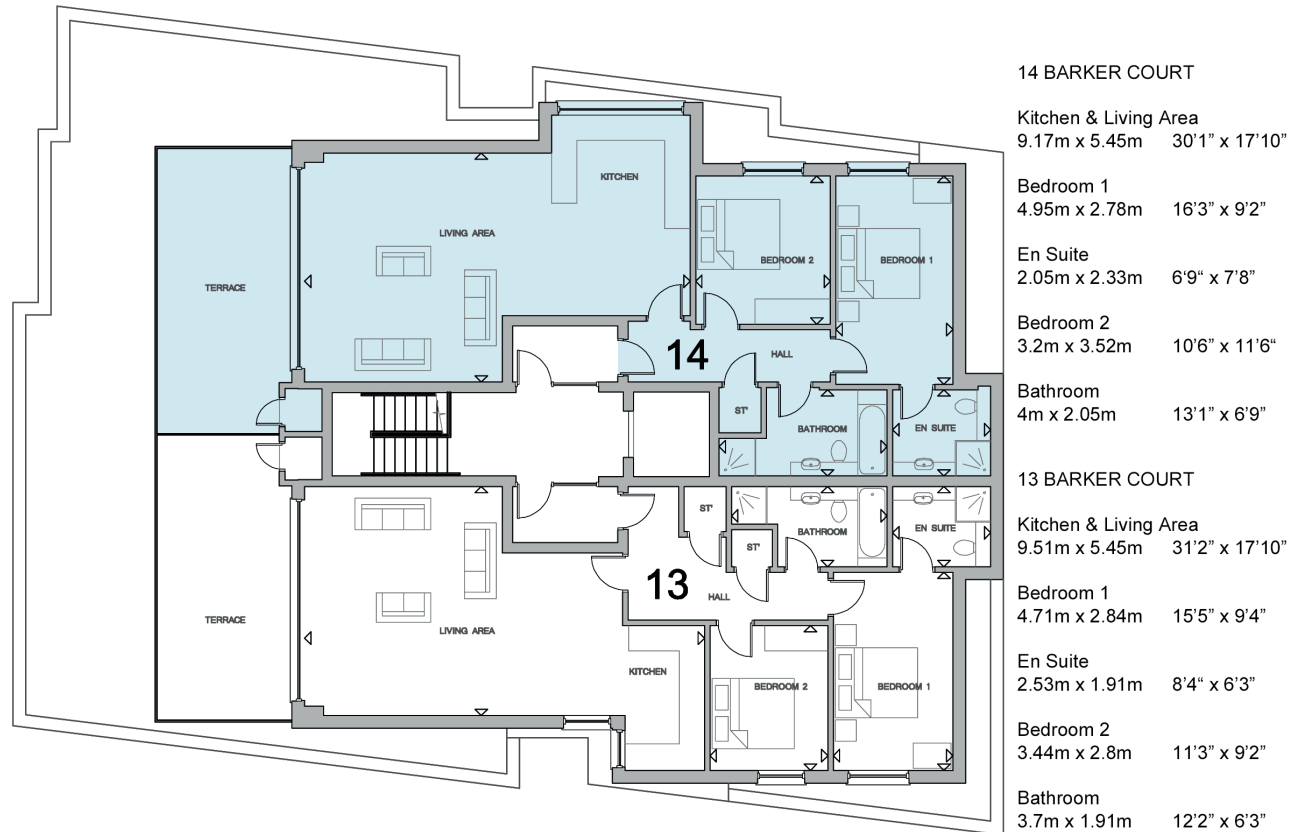 14 BARKER COURT
Kitchen & Living Area
9.17m x 5.45m 30’1” x 17’10”
Bedroom 1
4.95m x 2.78m 16’3” x 9’2”
En Suite
2.05m x 2.33m 6‘9“ x 7’8”
Bedroom 2
3.2m x 3.52m 10’6” x 11’6“
Bathroom
4m x 2.05m 13’1” x 6’9”
13 BARKER COURT
Kitchen & Living Area
9.51m x 5.45m 31’2” x 17’10”
Bedroom 1
4.71m x 2.84m 15’5” x 9’4”
En Suite
2.53m x 1.91m 8’4“ x 6’3”
Bedroom 2
3.44m x 2.8m 11’3” x 9’2”
Bathroom
3.7m x 1.91m 12’2” x 6’3”
KITCHEN
LIVING AREA
BEDROOM 2
BEDROOM 1
TERRACE
14
HALL
ST'
BATHROOM
EN SUITE
ST'
BATHROOM
EN SUITE
ST'
13
HALL
TERRACE
LIVING AREA
KITCHEN
BEDROOM 2
BEDROOM 1